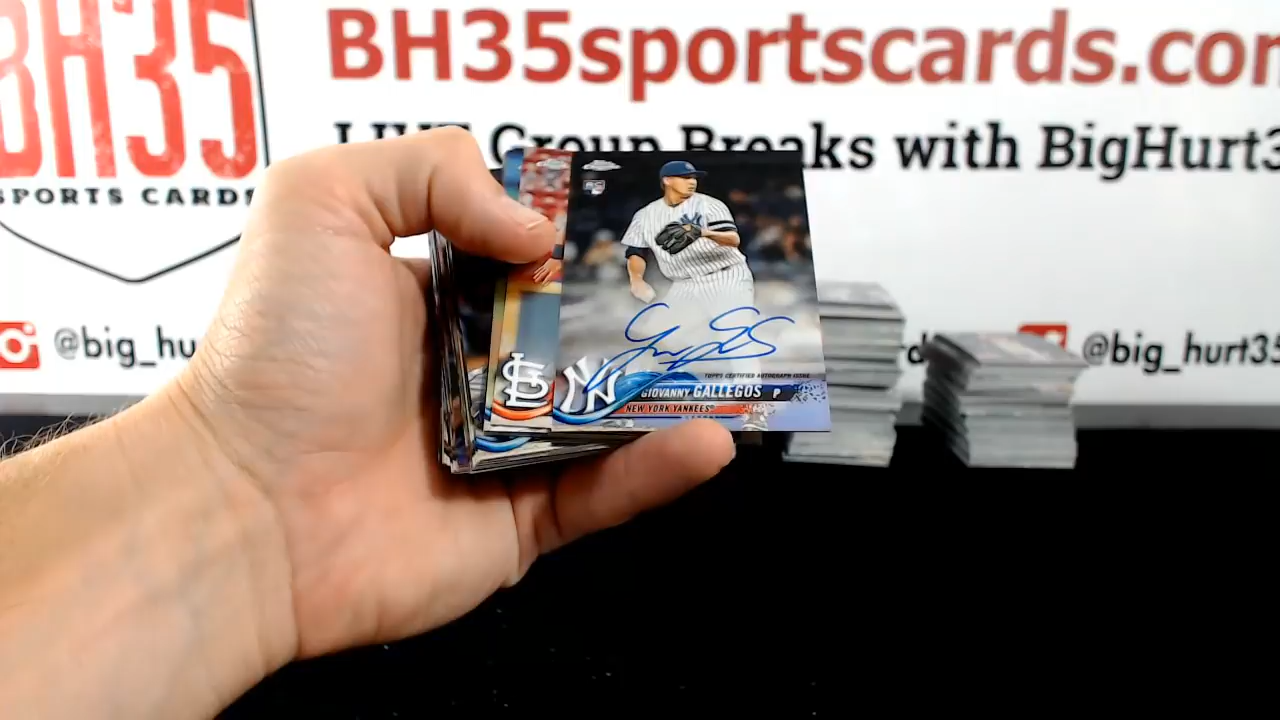 BH35
SPORTS CARDS
BH35sportscards.com
LIVE Group Breaks with BigHurt3
@big_hu
@big_hurt35
TOPPS CERTIFIED AUTOGRAPH ISSUE
GIOVANNY GALLEGOS P
NEW YORK YANKEES